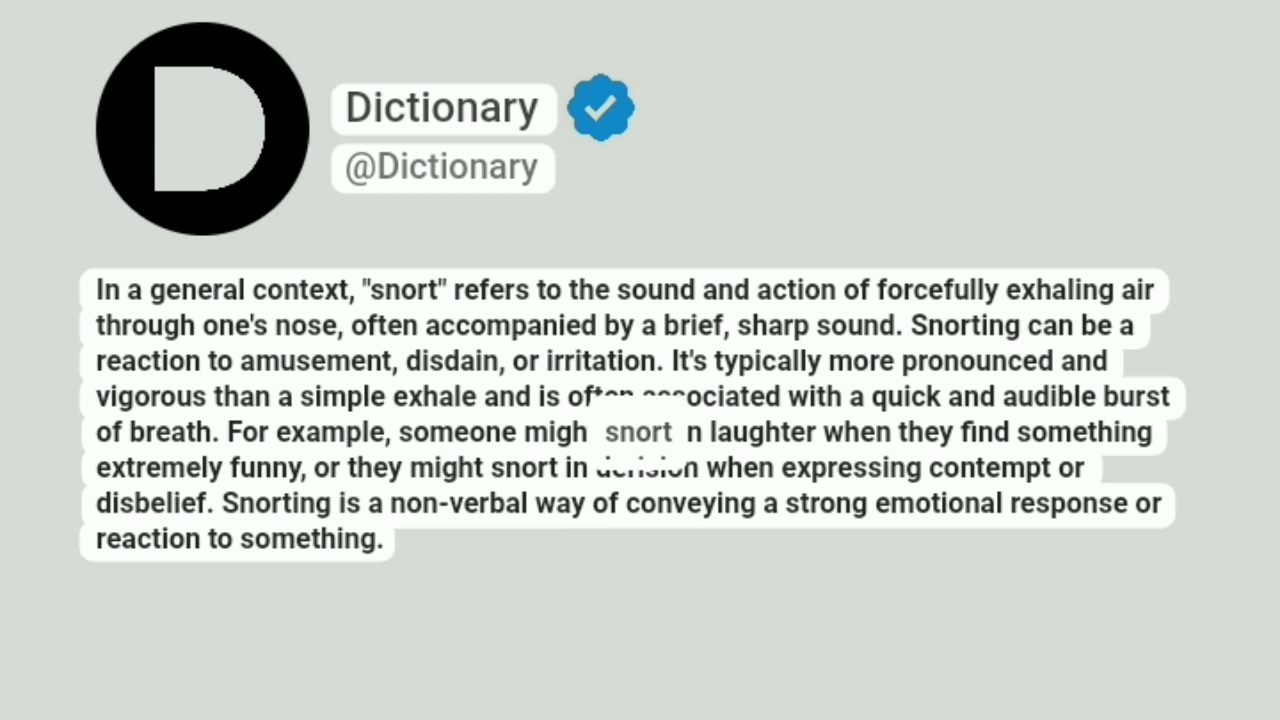 Dictionary
@Dictionary
In a general context, "snort" refers to the sound and action of forcefully exhaling air
through one's nose, often accompanied by a brief, sharp sound. Snorting can be a
reaction to amusement, disdain, or irritation. It's typically more pronounced and
vigorous than a simple exhale and is often associated with a quick and audible burst
of breath. For example, someone migh snort n laughter when they find something
extremely funny, or they might snort in derision when expressing contempt or
disbelief. Snorting is a non-verbal way of conveying a strong emotional response or
reaction to something.